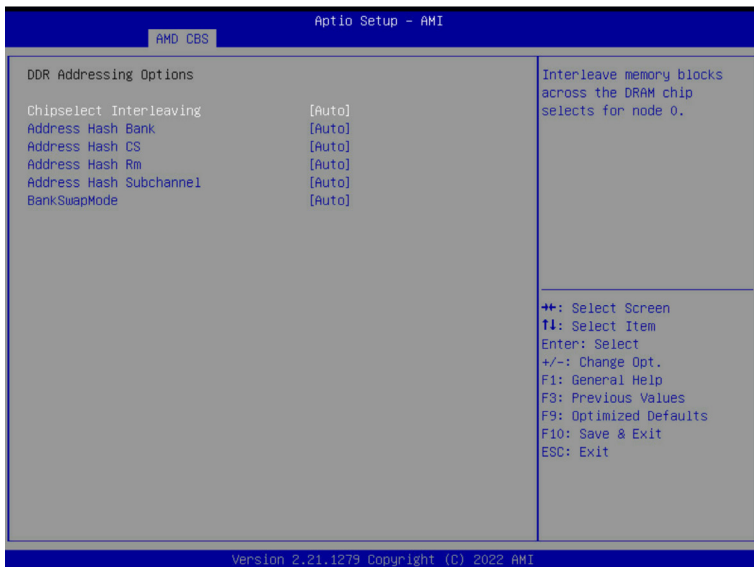 Aptio Setup - AMI
AMD CBS
DDR Addressing Options
Chipselect Interleaving [Auto]
Address Hash Bank [Auto]
Address Hash CS [Auto]
Address Hash Rm [Auto]
Address Hash Subchannel [Auto]
BankSwapMode [Auto]
Interleave memory blocks
across the DRAM chip
selects for node 0.
→←: Select Screen
↑↓: Select Item
Enter: Select
+/-: Change Opt.
F1: General Help
F3: Previous Values
F9: Optimized Defaults
F10: Save & Exit
ESC: Exit
Version 2.21.1279 Copyright (C) 2022 AMI